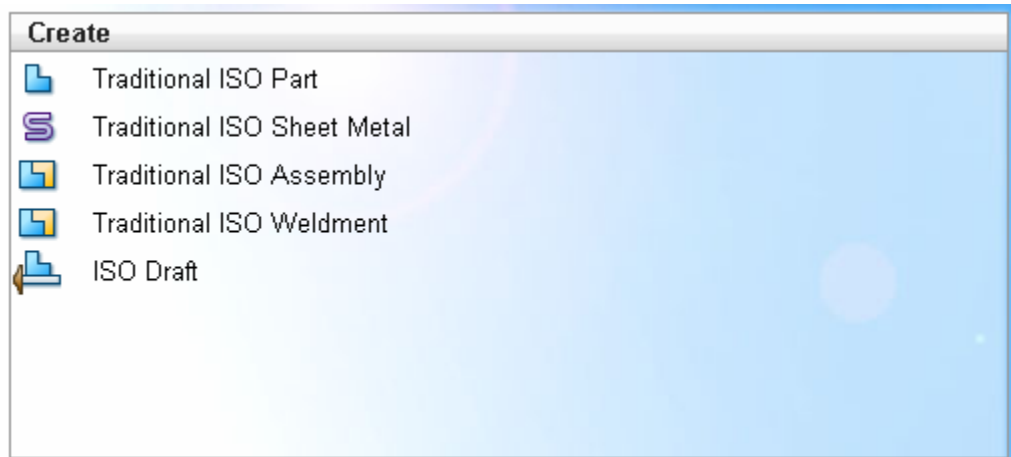 Create
Traditional ISO Part
Traditional ISO Sheet Metal
Traditional ISO Assembly
Traditional ISO Weldment
ISO Draft